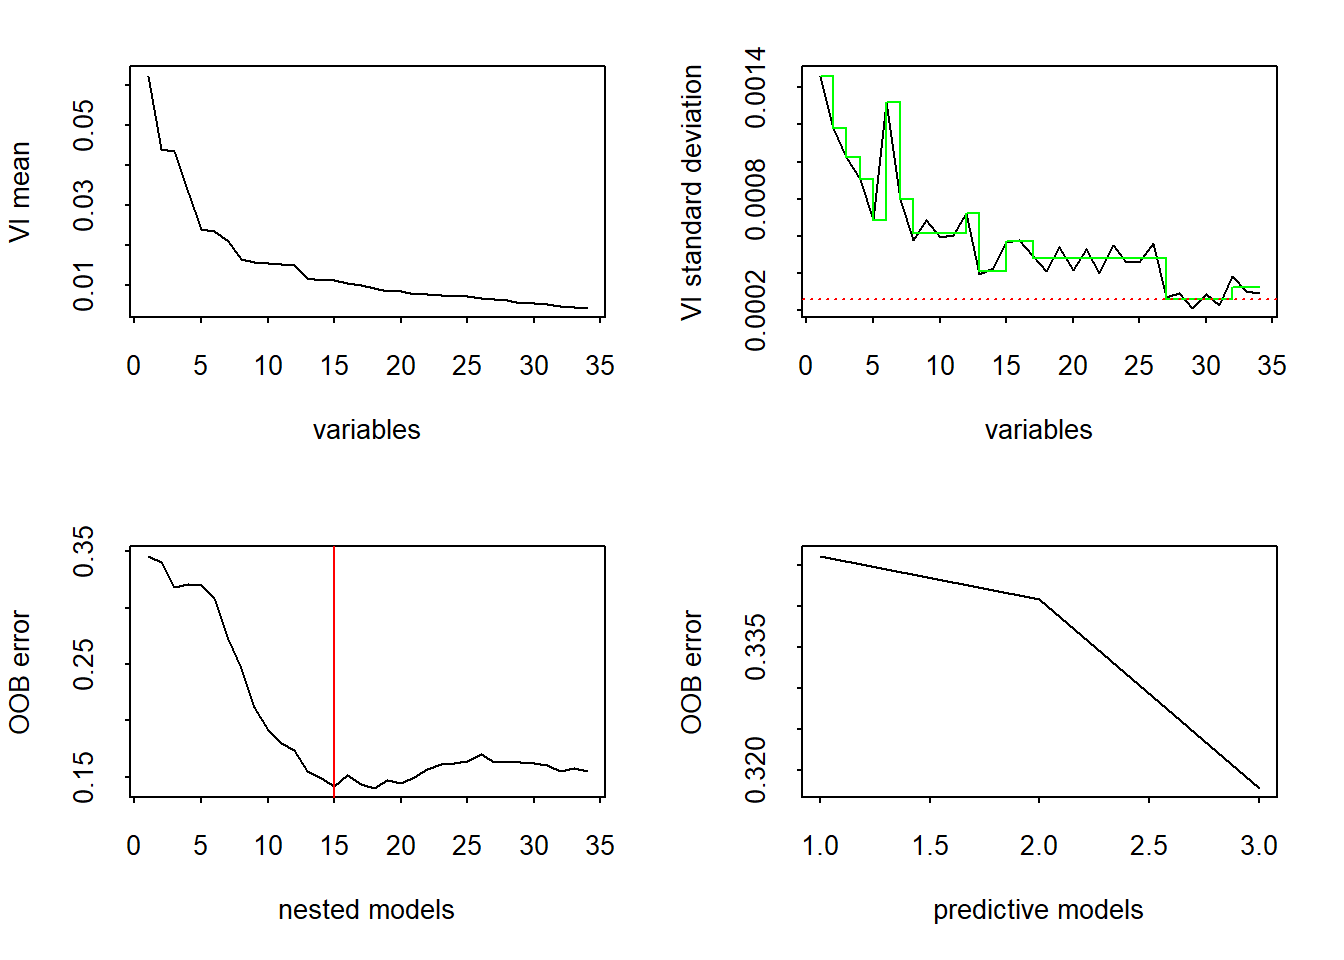 VI mean
0.01 0.03 0.05
0 5 10 15 20 25 30 35
variables
VI standard deviation
0.0002 0.0008 0.0014
0 5 10 15 20 25 30 35
variables
OOB error
0.15 0.25 0.35
0 5 10 15 20 25 30 35
nested models
OOB error
0.320 0.335
1.0 1.5 2.0 2.5 3.0
predictive models